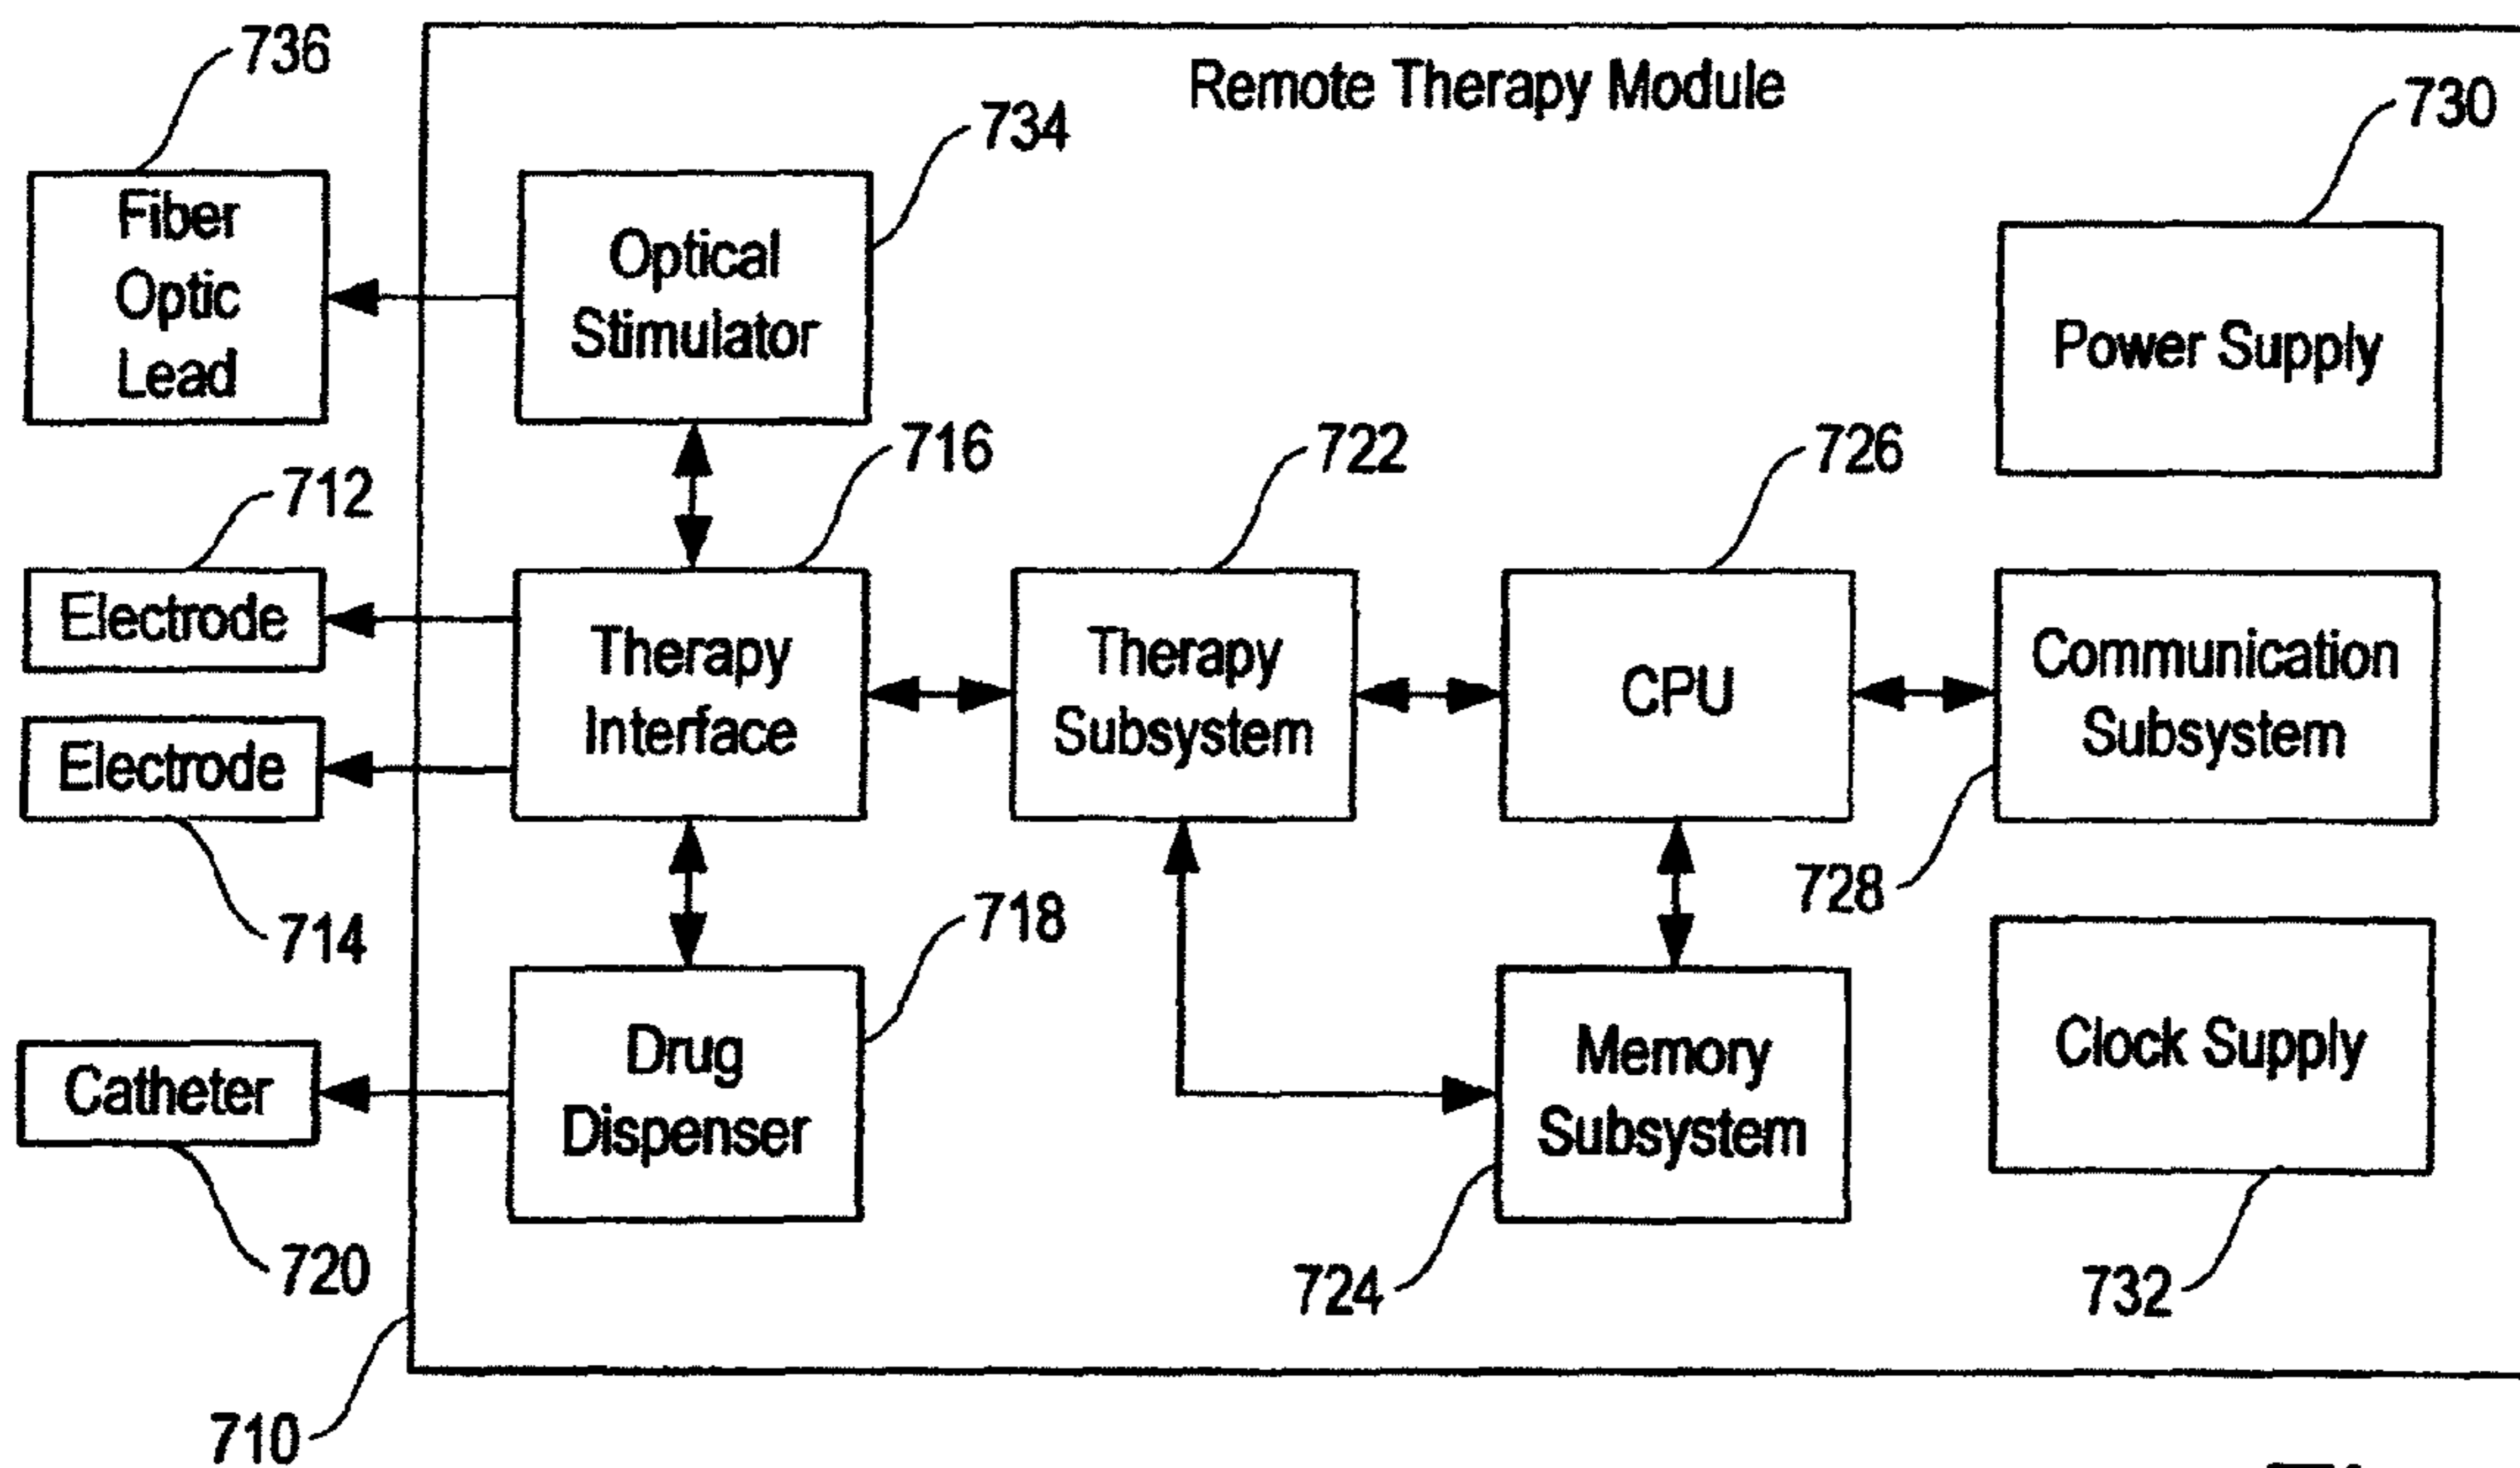 736
Remote Therapy Module
730
734
Fiber
Optic
Lead
Optical
Stimulator
Power Supply
712
716
722
726
Electrode
Therapy
Interface
Therapy
Subsystem
CPU
Communication
Subsystem
Electrode
714
718
728
Catheter
Drug
Dispenser
Memory
Subsystem
Clock Supply
720
724
732
710